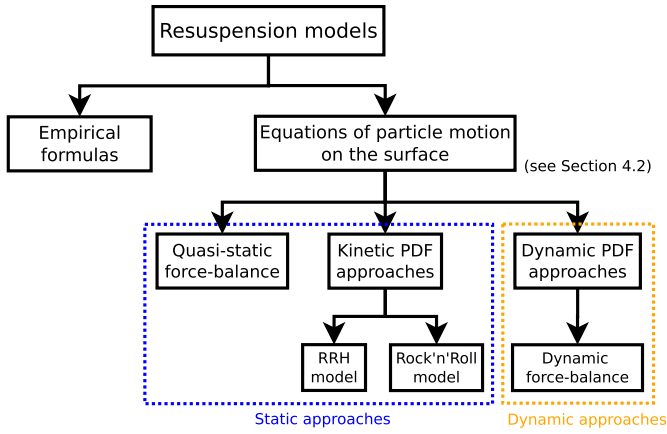 Resuspension models
Empirical
formulas
Equations of particle motion
on the surface
(see Section 4.2)
Quasi-static
force-balance
Kinetic PDF
approaches
Dynamic PDF
approaches
RRH
model
Rock'n'Roll
model
Dynamic
force-balance
Static approaches
Dynamic approaches